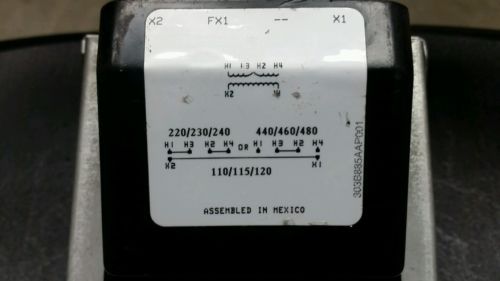 X2 FX1 -- X1
H1 H3 H2 H4
X2 X1
220/230/240 440/460/480
H1 H3 H2 H4 OR H1 H3 H2 H4
X2 X1
110/115/120
ASSEMBLED IN MEXICO
303B885AAP001